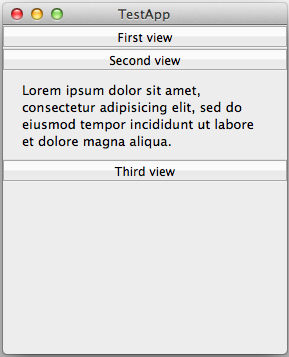 TestApp
First view
Second view
Lorem ipsum dolor sit amet,
consectetur adipisicing elit, sed do
eiusmod tempor incididunt ut labore
et dolore magna aliqua.
Third view